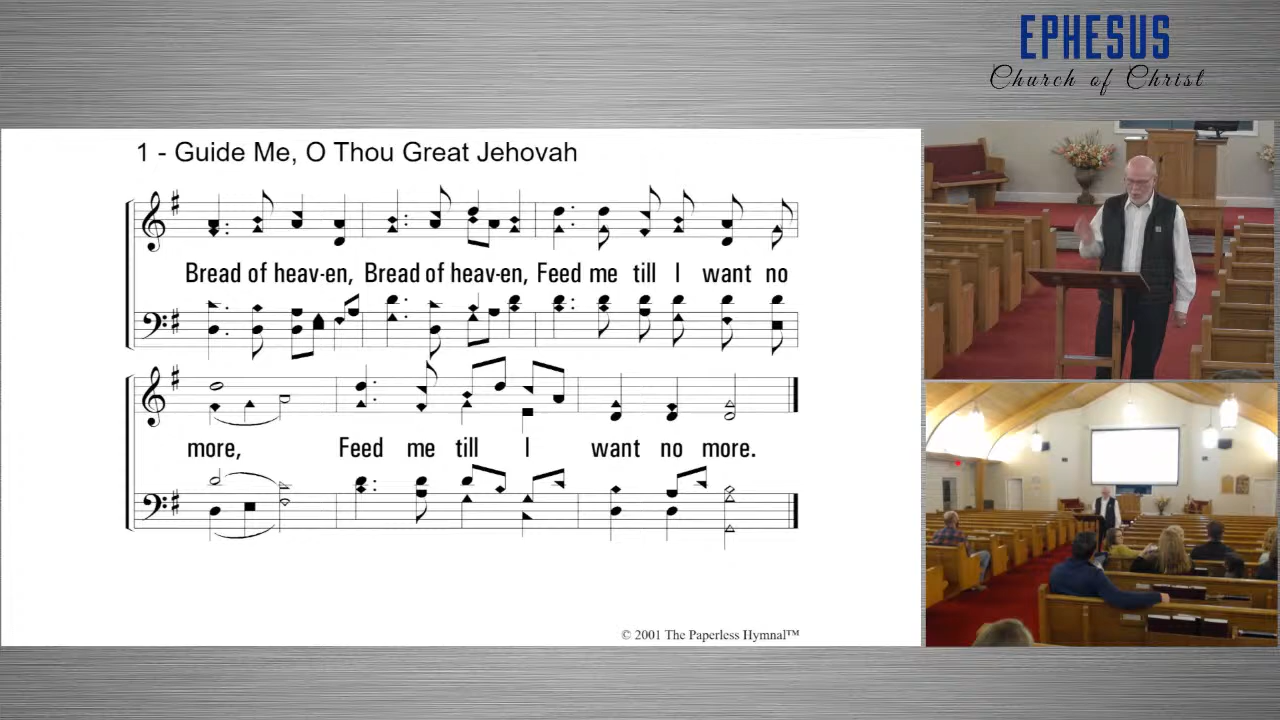 EPHESUS
Church of Christ
1 - Guide Me, O Thou Great Jehovah
Bread of heav-en, Bread of heav-en, Feed me till I want no
more, Feed me till I want no more.
© 2001 The Paperless Hymnal™